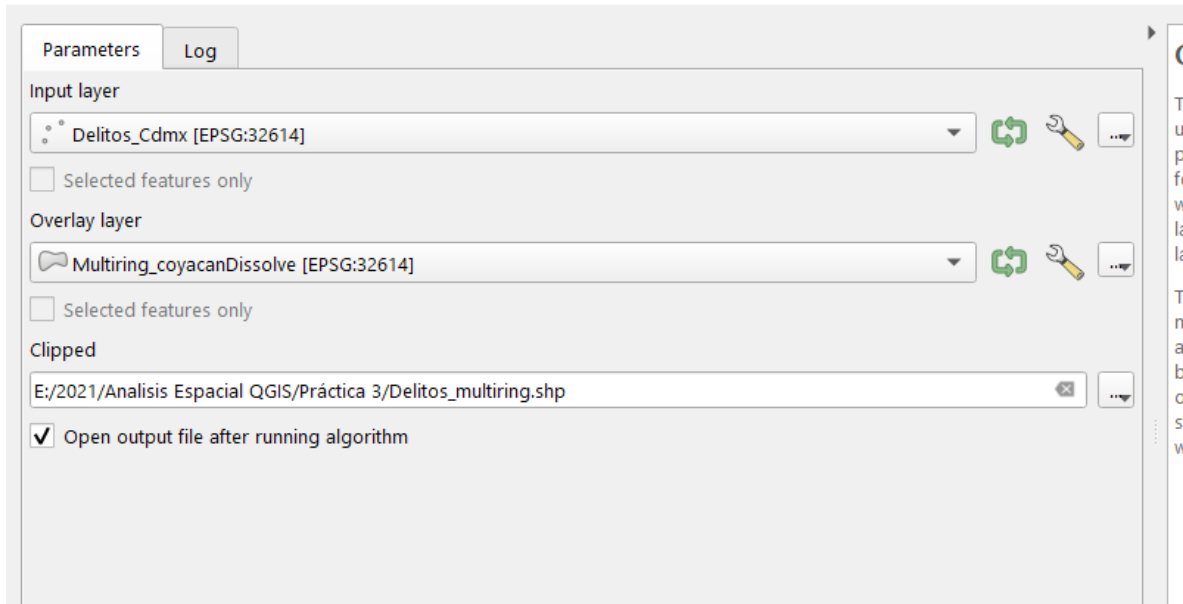 Parameters
Log
Input layer
Delitos_Cdmx [EPSG:32614]
...
Selected features only
Overlay layer
Multiring_coyacanDissolve [EPSG:32614]
...
Selected features only
Clipped
E:/2021/Analisis Espacial QGIS/Práctica 3/Delitos_multiring.shp
...
Open output file after running algorithm